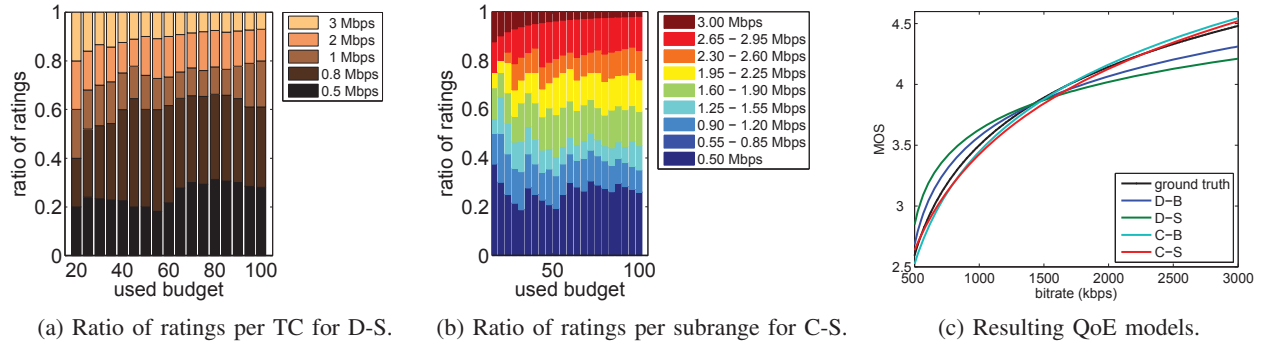 1
0.8
0.6
0.4
0.2
0
ratio of ratings
20
40
60
80
100
used budget
3 Mbps
2 Mbps
1 Mbps
0.8 Mbps
0.5 Mbps
(a) Ratio of ratings per TC for D-S.
1
0.8
0.6
0.4
0.2
0
ratio of ratings
50
100
used budget
3.00 Mbps
2.65 − 2.95 Mbps
2.30 − 2.60 Mbps
1.95 − 2.25 Mbps
1.60 − 1.90 Mbps
1.25 − 1.55 Mbps
0.90 − 1.20 Mbps
0.55 − 0.85 Mbps
0.50 Mbps
(b) Ratio of ratings per subrange for C-S.
4.5
4
3.5
3
2.5
MOS
500
1000
1500
2000
2500
3000
bitrate (kbps)
ground truth
D−B
D−S
C−B
C−S
(c) Resulting QoE models.